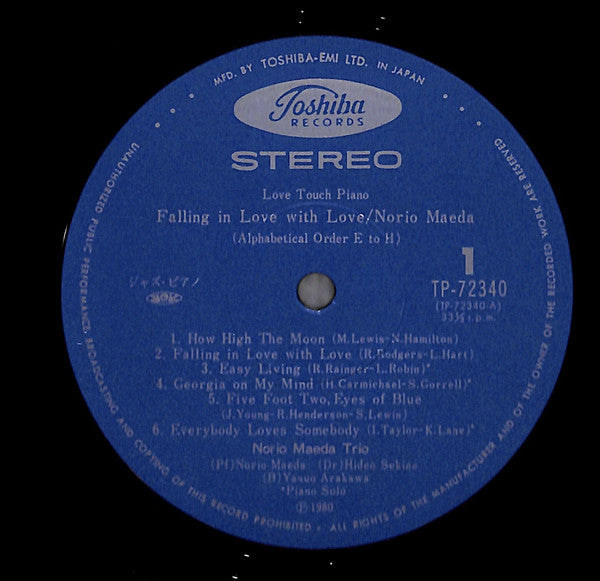 MFD. BY TOSHIBA-EMI LTD. IN JAPAN
Toshiba
RECORDS
STEREO
Love Touch Piano
Falling in Love with Love/Norio Maeda
(Alphabetical Order E to H)
1
TP-72340
(TP-72340-A)
33⅓ r.p.m.
ジャズ・ピアノ
1. How High The Moon (M.Lewis-N.Hamilton)
2. Falling in Love with Love (R.Rodgers-L.Hart)
3. Easy Living (R.Rainer-L.Robin)*
4. Georgia on My Mind (H.Carmichael-S.Gorrell)*
5. Five Foot Two, Eyes of Blue
(J.Young-R.Henderson-S.Lewin)
6. Everybody Loves Somebody (I.Taylor-K.Lane)*
Norio Maeda Trio
(Pf)Norio Maeda (Dr)Hideo Sekine
(B)Yasuo Arakawa
*Piano Solo
Ⓟ1980
UNAUTHORIZED PUBLIC PERFORMANCE, BROADCASTING AND COPYING OF THIS RECORD PROHIBITED • ALL RIGHTS OF THE MANUFACTURER AND OF THE OWNER OF THE RECORDED WORK ARE RESERVED